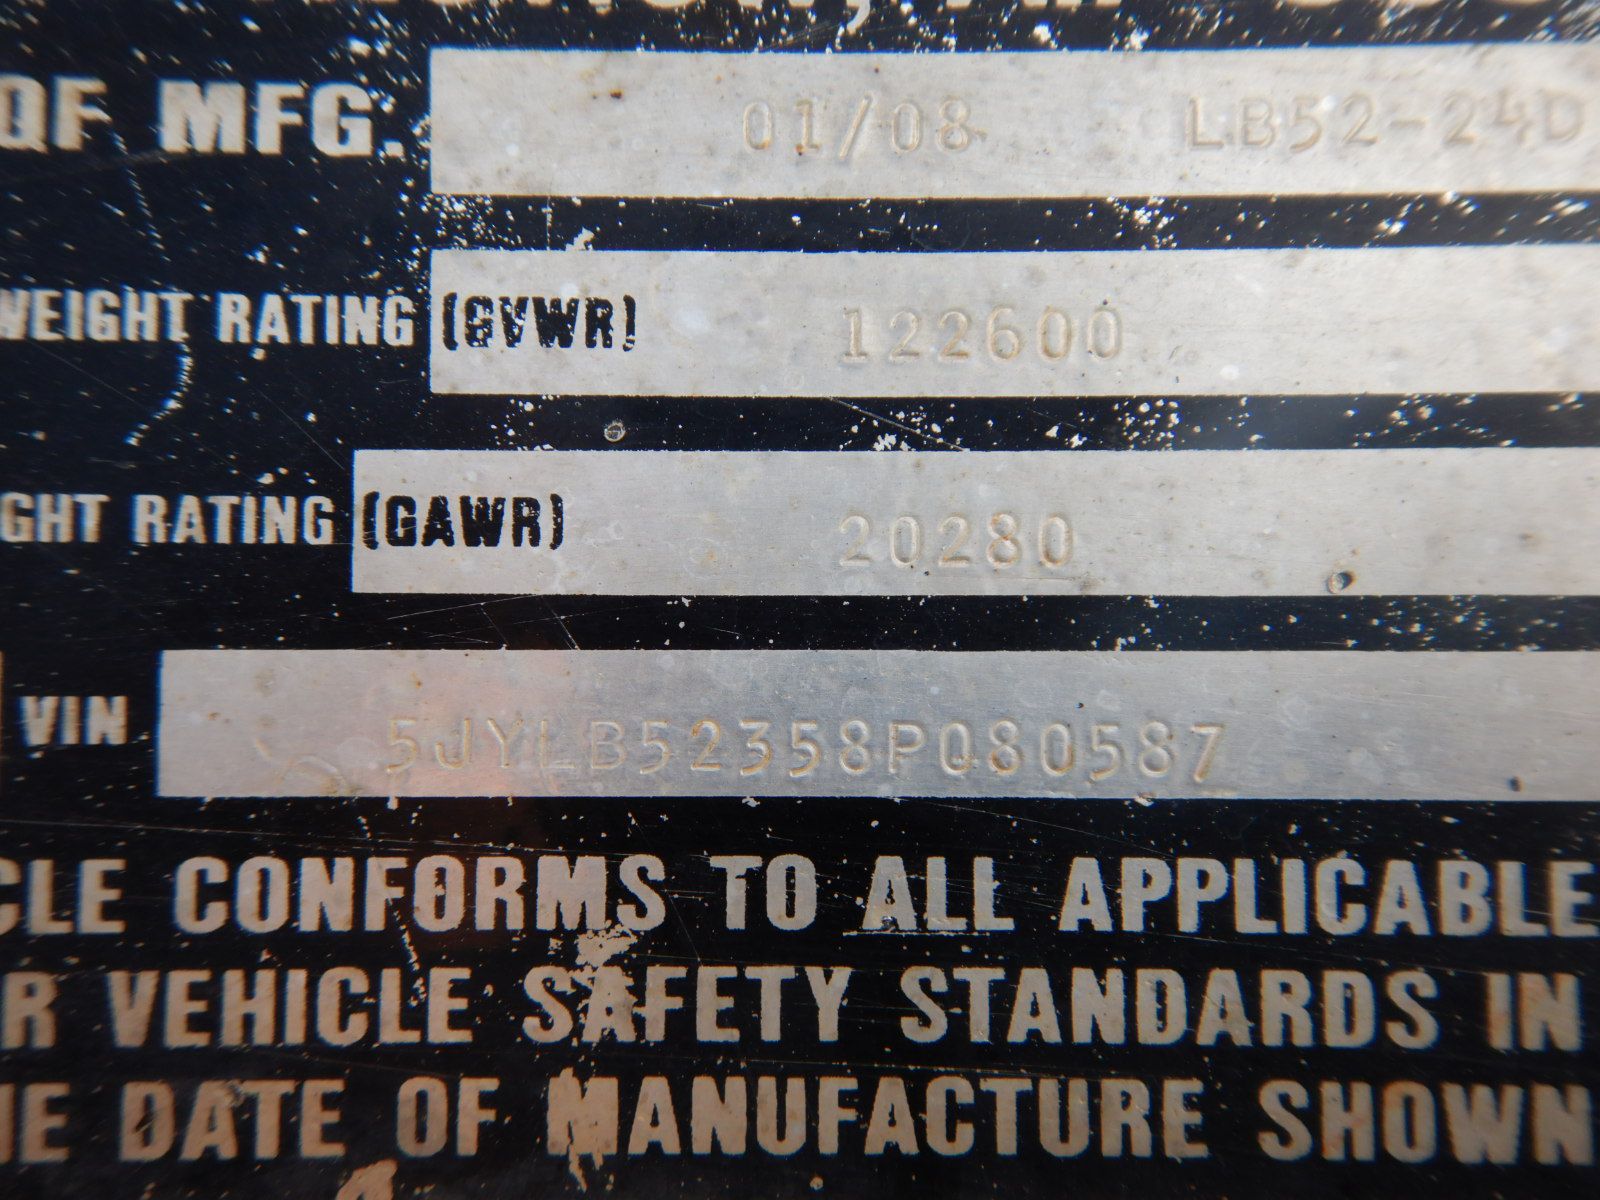 OF MFG. 01/08 LB52-24D
WEIGHT RATING (GVWR) 122600
GHT RATING (GAWR) 20280
VIN 5JYLB52358P080587
CLE CONFORMS TO ALL APPLICABLE
R VEHICLE SAFETY STANDARDS IN
HE DATE OF MANUFACTURE SHOWN